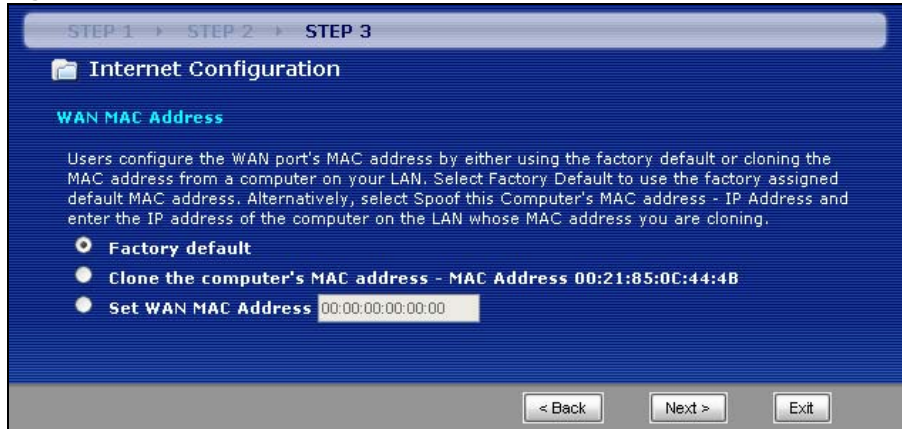 STEP 1 STEP 2 STEP 3
Internet Configuration
WAN MAC Address
Users configure the WAN port's MAC address by either using the factory default or cloning the
MAC address from a computer on your LAN. Select Factory Default to use the factory assigned
default MAC address. Alternatively, select Spoof this Computer's MAC address - IP Address and
enter the IP address of the computer on the LAN whose MAC address you are cloning.
Factory default
Clone the computer's MAC address - MAC Address 00:21:85:0C:44:4B
Set WAN MAC Address 00:00:00:00:00:00
< Back Next > Exit